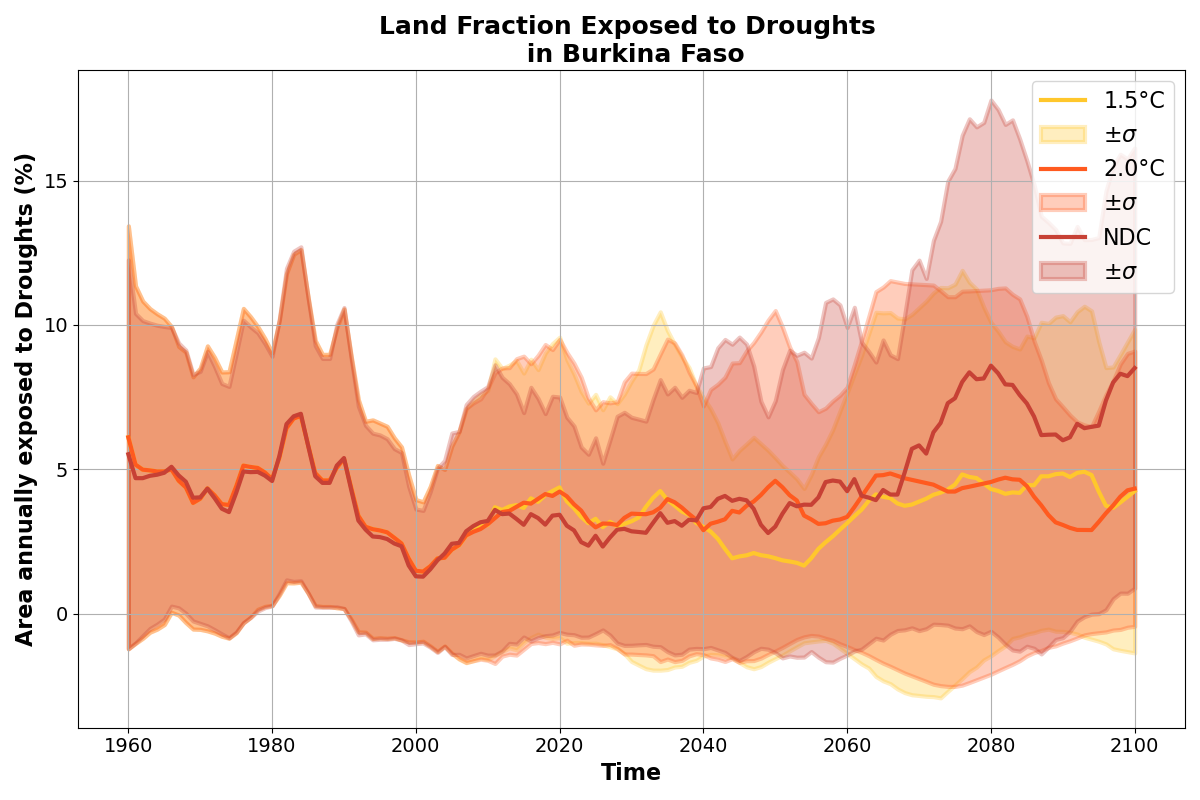 Land Fraction Exposed to Droughts
in Burkina Faso
Area annually exposed to Droughts (%)
15
10
5
0
1.5°C
±σ
2.0°C
±σ
NDC
±σ
1960 1980 2000 2020 2040 2060 2080 2100
Time